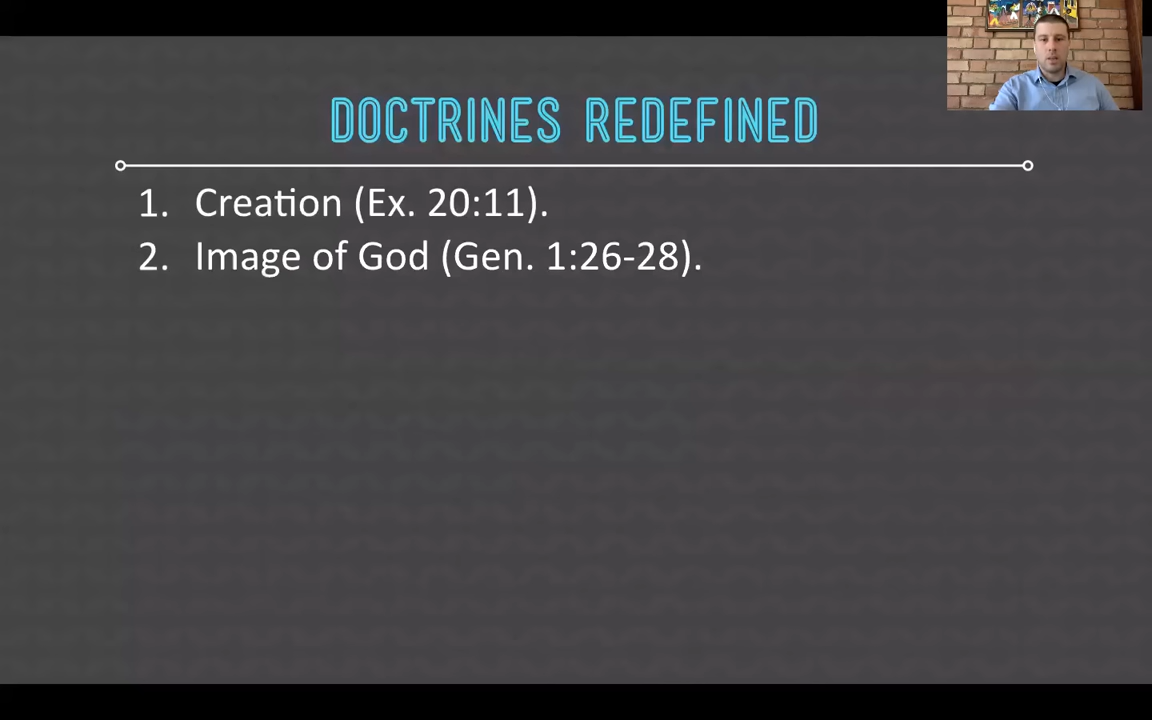 DOCTRINES REDEFINED
1. Creation (Ex. 20:11).
2. Image of God (Gen. 1:26-28).